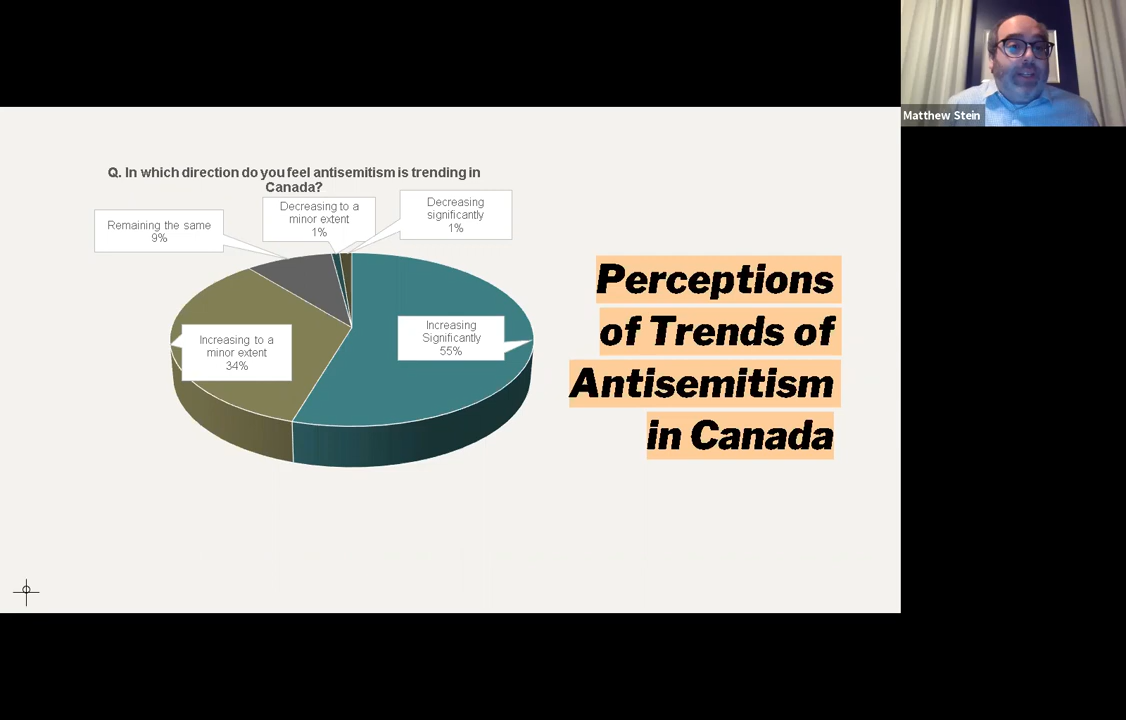 Matthew Stein
Q. In which direction do you feel antisemitism is trending in
Canada?
Remaining the same
9%
Decreasing to a
minor extent
1%
Decreasing
significantly
1%
Increasing to a
minor extent
34%
Increasing
Significantly
55%
Perceptions
of Trends of
Antisemitism
in Canada